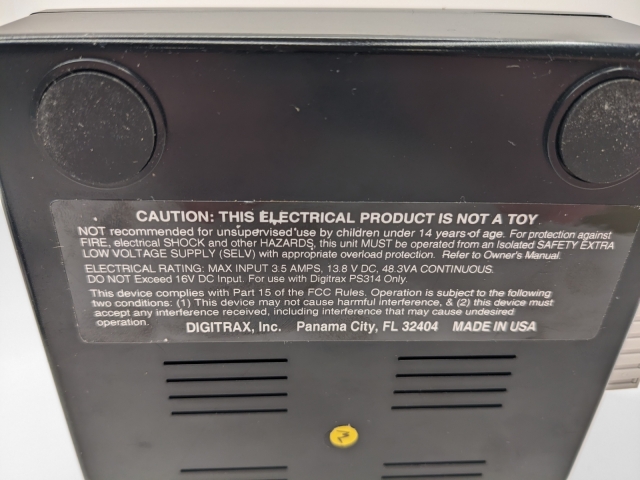 CAUTION: THIS ELECTRICAL PRODUCT IS NOT A TOY
NOT recommended for unsupervised use by children under 14 years of age. For protection against
FIRE, electrical SHOCK and other HAZARDS, this unit MUST be operated from an Isolated SAFETY EXTRA
LOW VOLTAGE SUPPLY (SELV) with appropriate overload protection. Refer to Owner's Manual.
ELECTRICAL RATING: MAX INPUT 3.5 AMPS, 13.8 V DC, 48.3VA CONTINUOUS.
DO NOT Exceed 16V DC Input. For use with Digitrax PS314 Only.
This device complies with Part 15 of the FCC Rules. Operation is subject to the following
two conditions: (1) This device may not cause harmful interference, & (2) this device must
accept any interference received, including interference that may cause undesired
operation.
DIGITRAX, Inc. Panama City, FL 32404 MADE IN USA